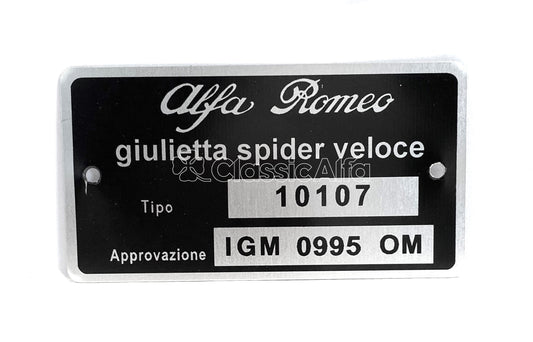 Alfa Romeo
giulietta spider veloce
ClassicAlfa
Tipo 10107
Approvazione IGM 0995 OM